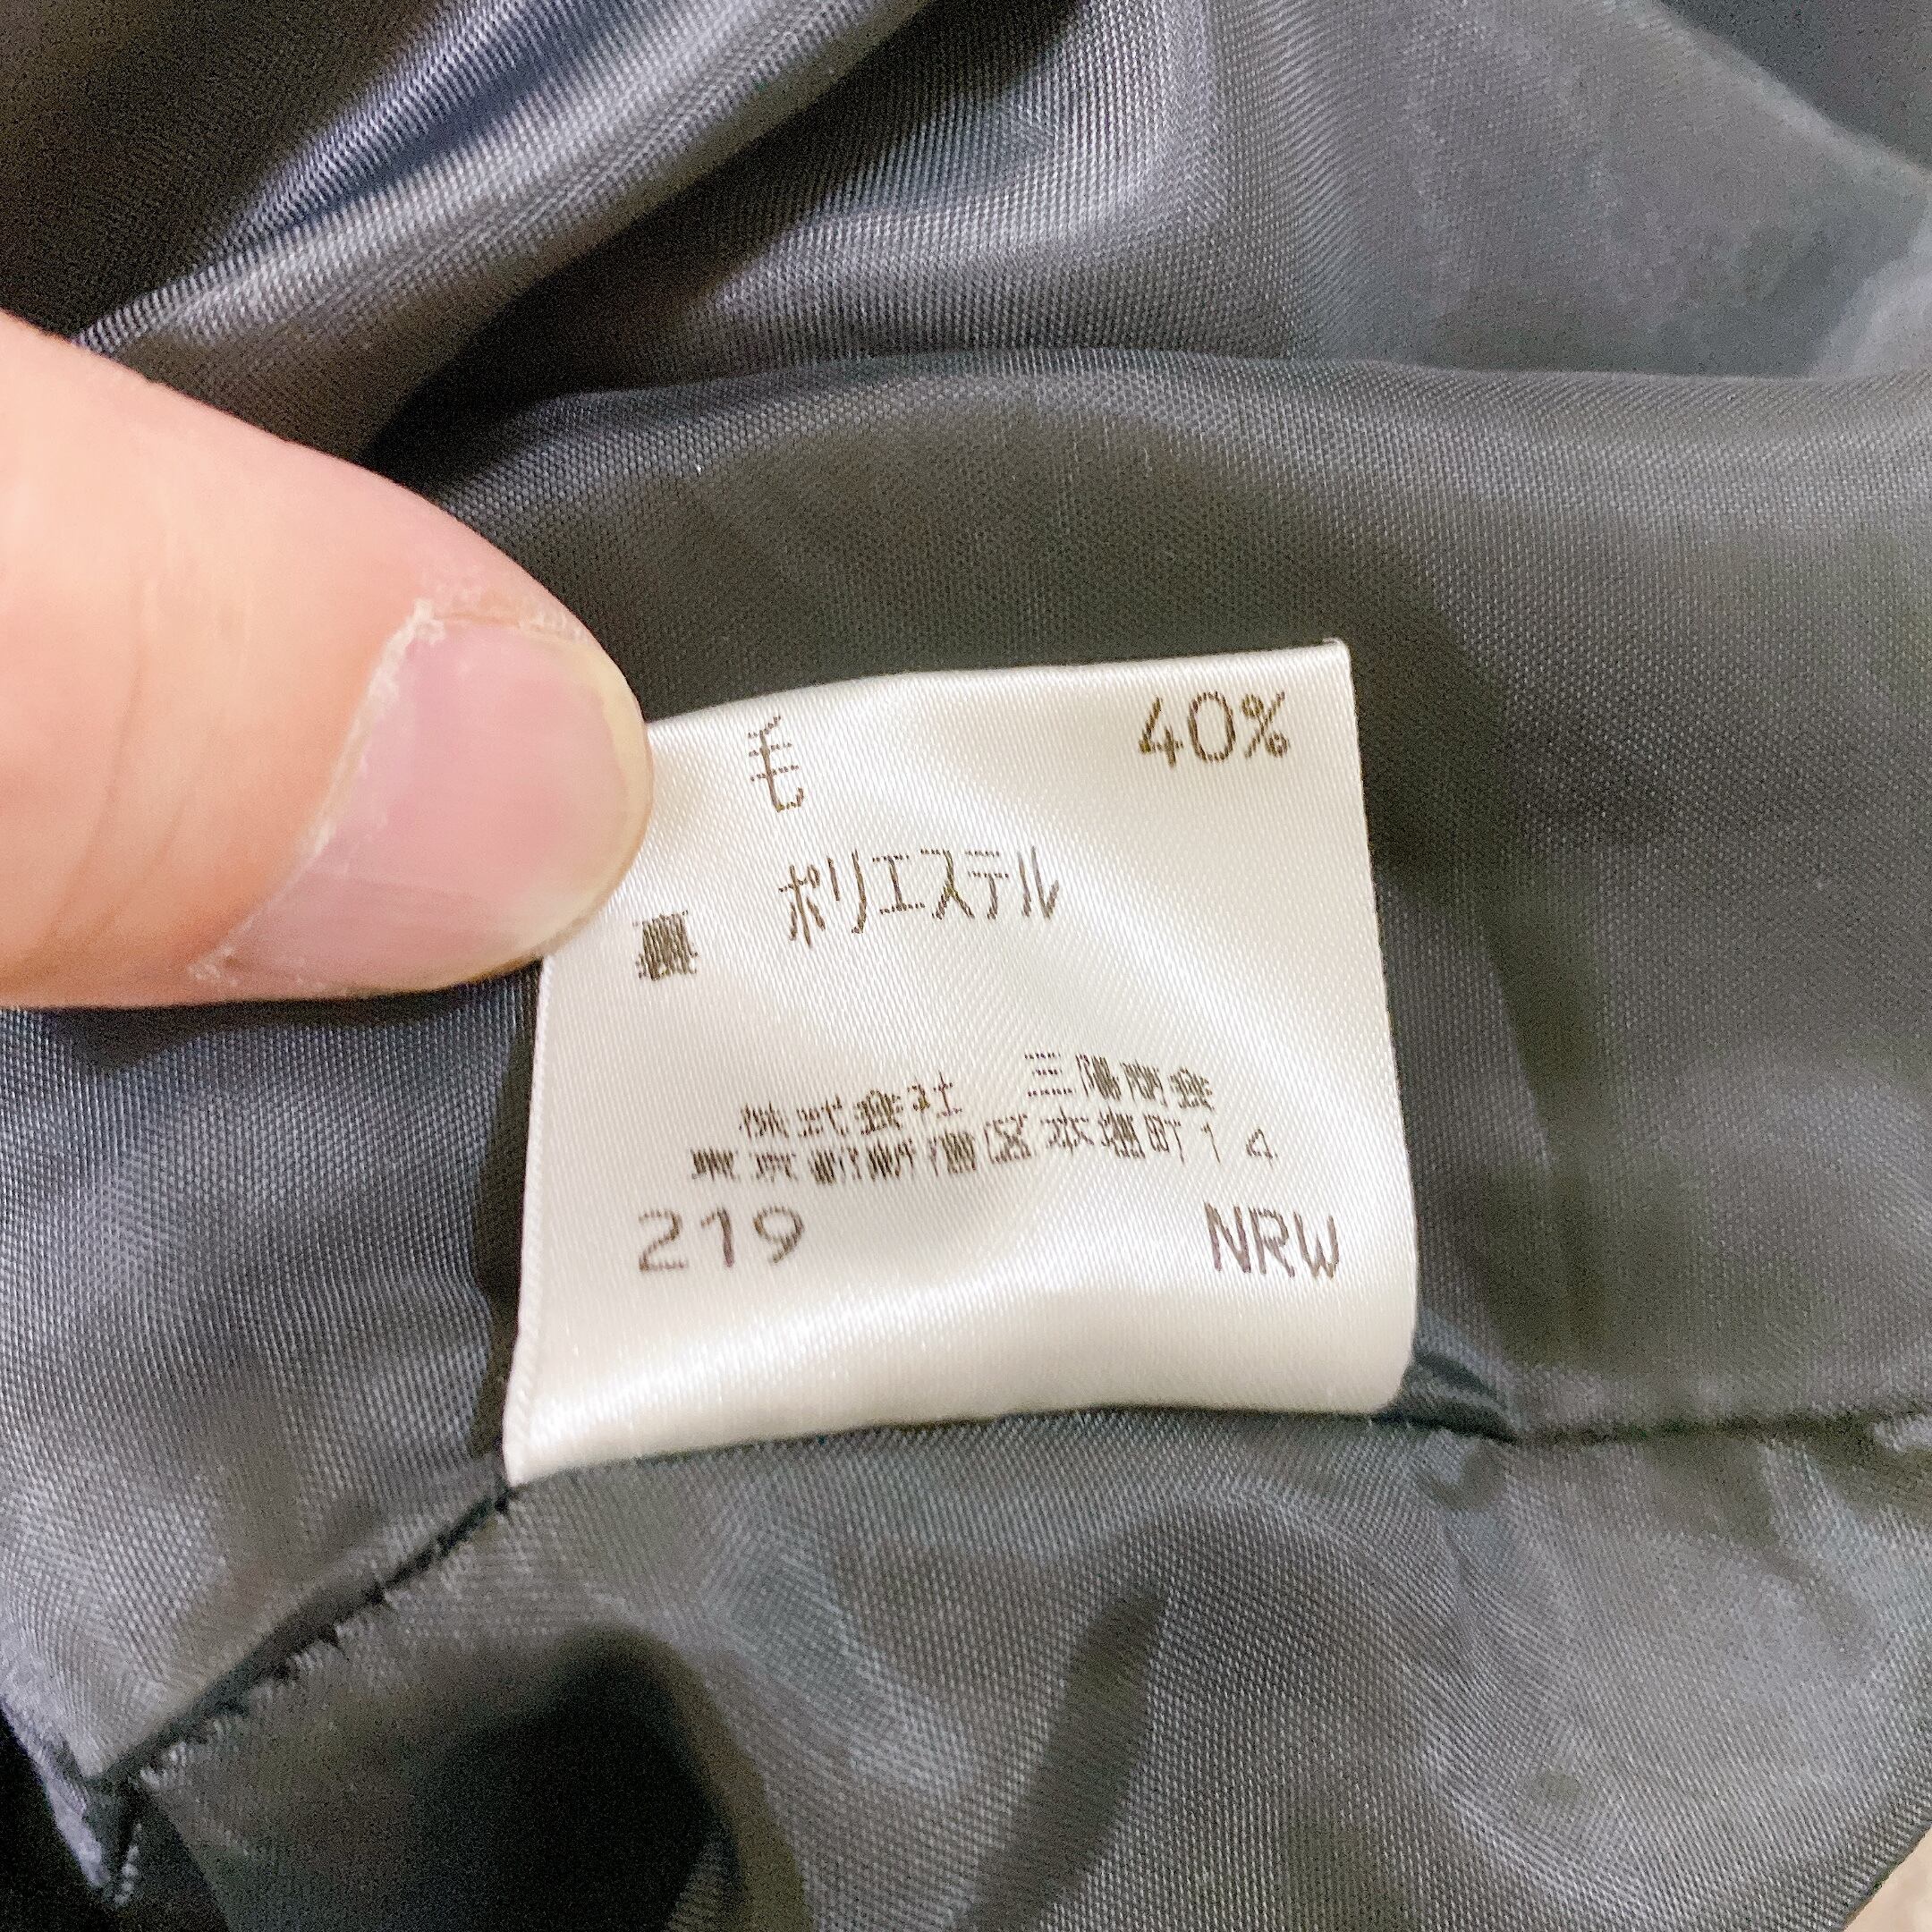 毛 40%
裏 ポリエステル
株式会社 三陽商会
東京都新宿区本塩町14
219 NRW